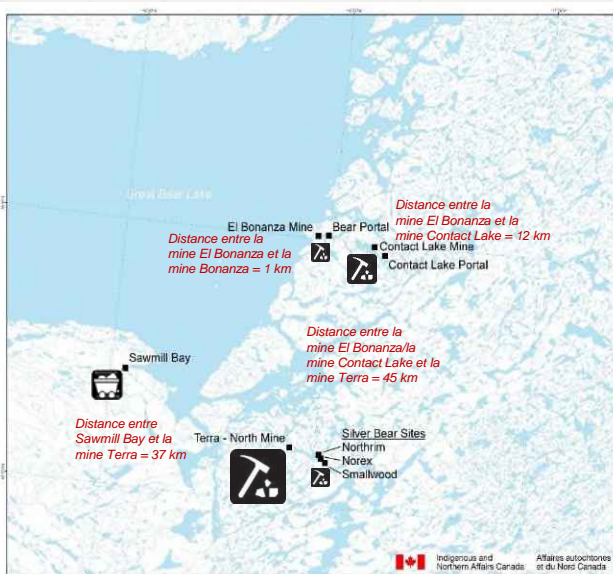 Great Bear Lake
Distance entre la
mine El Bonanza et la
mine Contact Lake = 12 km
El Bonanza Mine
Bear Portal
Distance entre la
mine El Bonanza et la
mine Bonanza = 1 km
Contact Lake Mine
Contact Lake Portal
Distance entre la
mine El Bonanza/la
mine Contact Lake et la
mine Terra = 45 km
Sawmill Bay
Distance entre
Sawmill Bay et la
mine Terra = 37 km
Terra - North Mine
Silver Bear Sites
Northrim
Norex
Smallwood
Indigenous and
Northern Affairs Canada
Affaires autochtones
et du Nord Canada